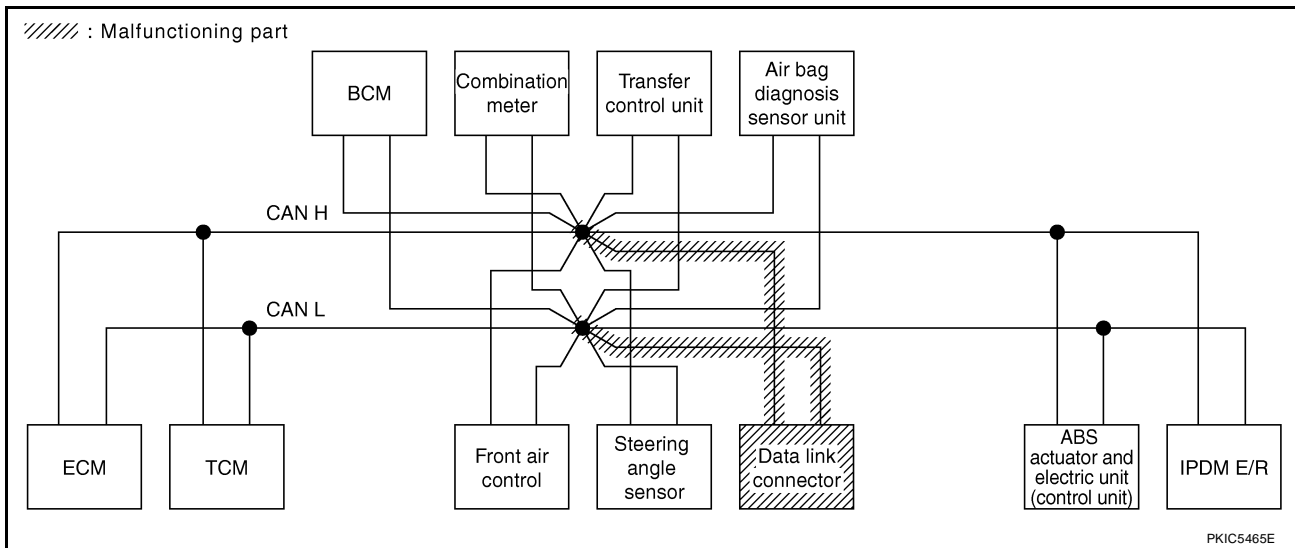 : Malfunctioning part
BCM
Combination
meter
Transfer
control unit
Air bag
diagnosis
sensor unit
CAN H
CAN L
ECM
TCM
Front air
control
Steering
angle
sensor
Data link
connector
ABS
actuator and
electric unit
(control unit)
IPDM E/R
PKIC5465E